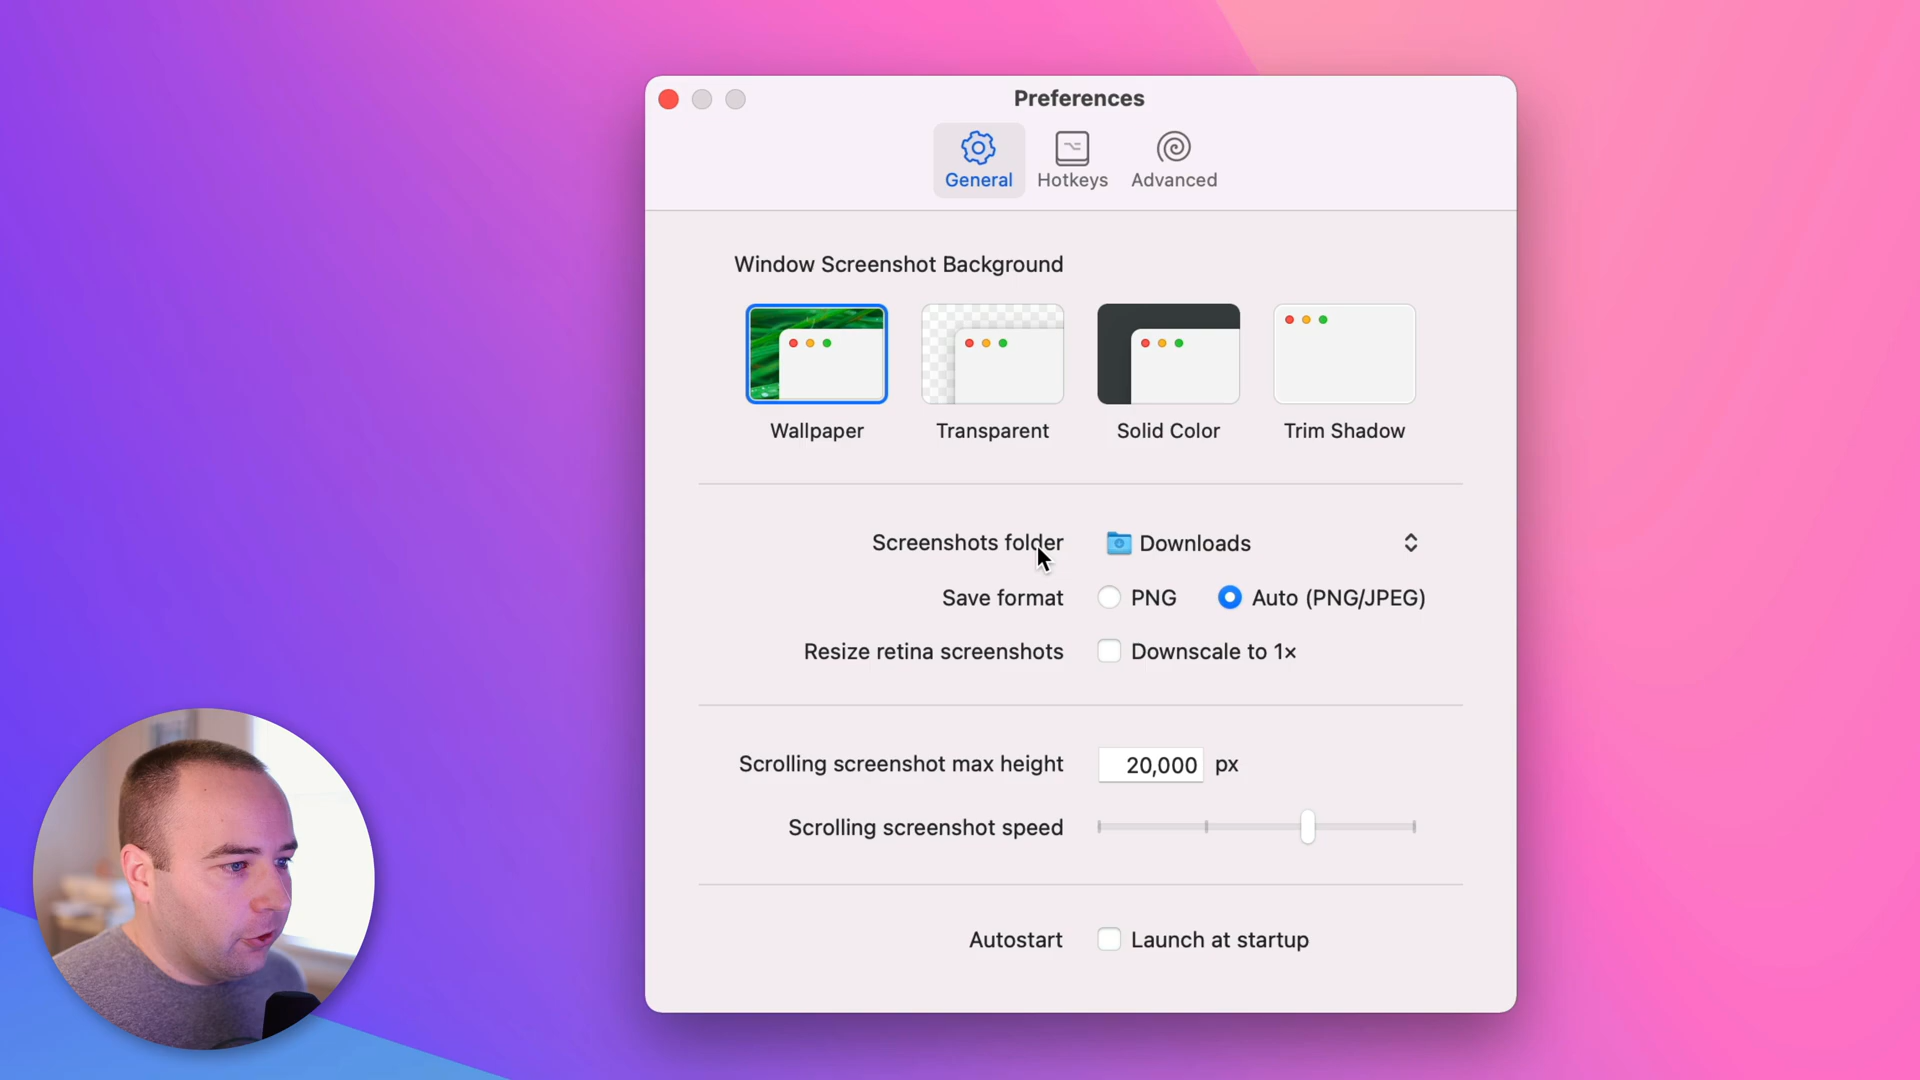 Preferences
General Hotkeys Advanced
Window Screenshot Background
Wallpaper Transparent Solid Color Trim Shadow
Screenshots folder Downloads
Save format PNG Auto (PNG/JPEG)
Resize retina screenshots Downscale to 1×
Scrolling screenshot max height 20,000 px
Scrolling screenshot speed
Autostart Launch at startup